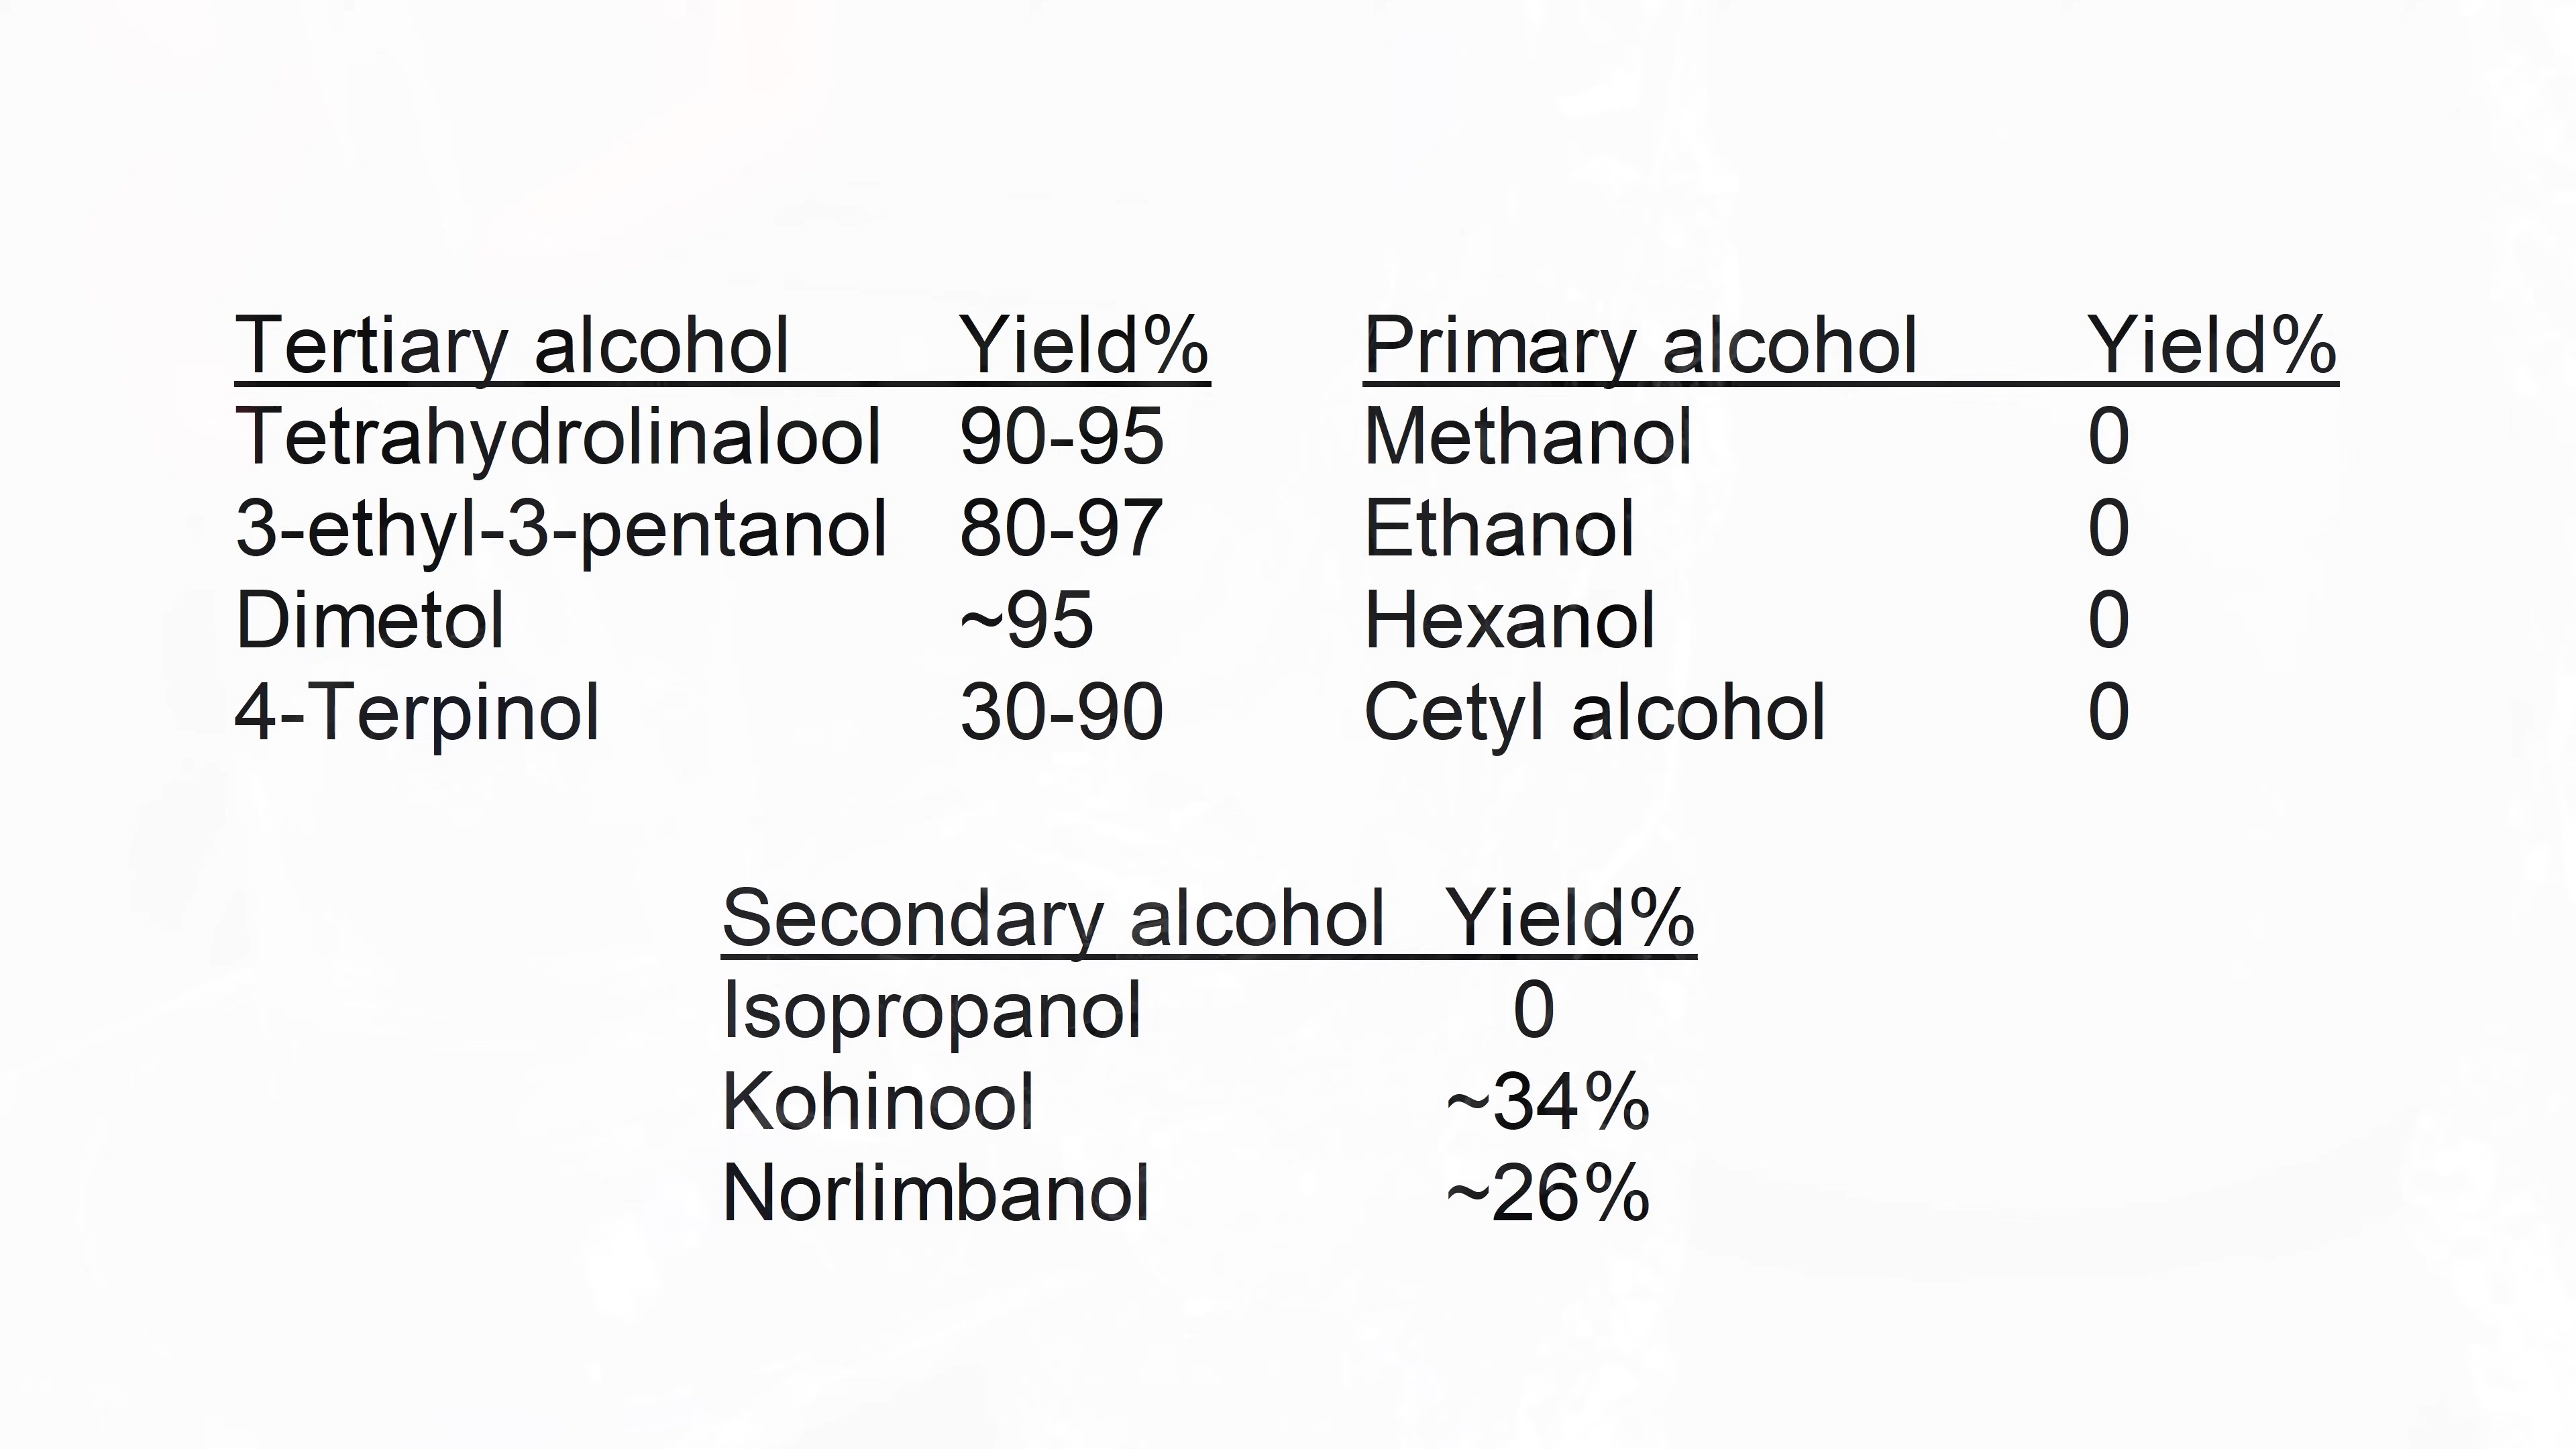 Tertiary alcohol Yield%
Tetrahydrolinalool 90-95
3-ethyl-3-pentanol 80-97
Dimetol ~95
4-Terpinol 30-90
Primary alcohol Yield%
Methanol 0
Ethanol 0
Hexanol 0
Cetyl alcohol 0
Secondary alcohol Yield%
Isopropanol 0
Kohinool ~34%
Norlimbanol ~26%